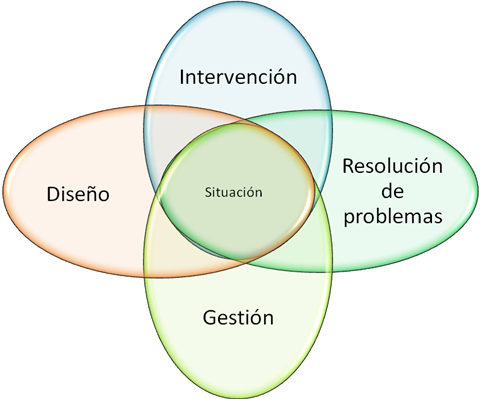 Intervención
Diseño
Situación
Resolución
de
problemas
Gestión